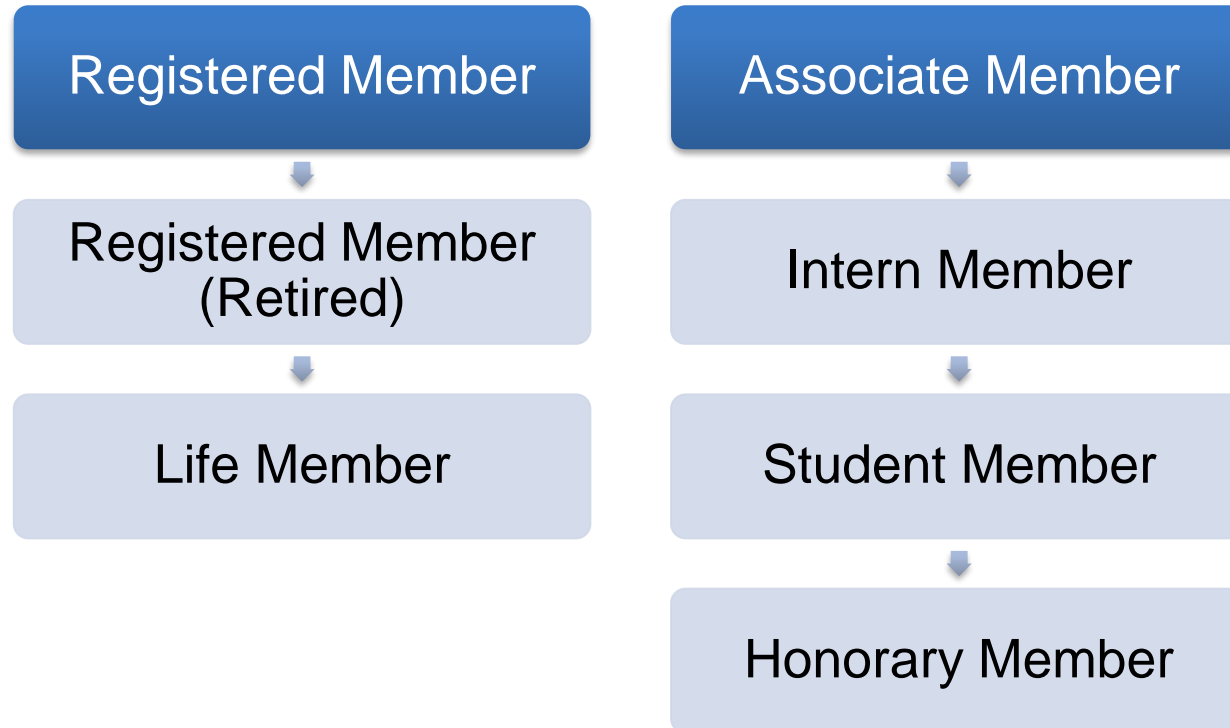 Registered Member
Registered Member
(Retired)
Life Member
Associate Member
Intern Member
Student Member
Honorary Member